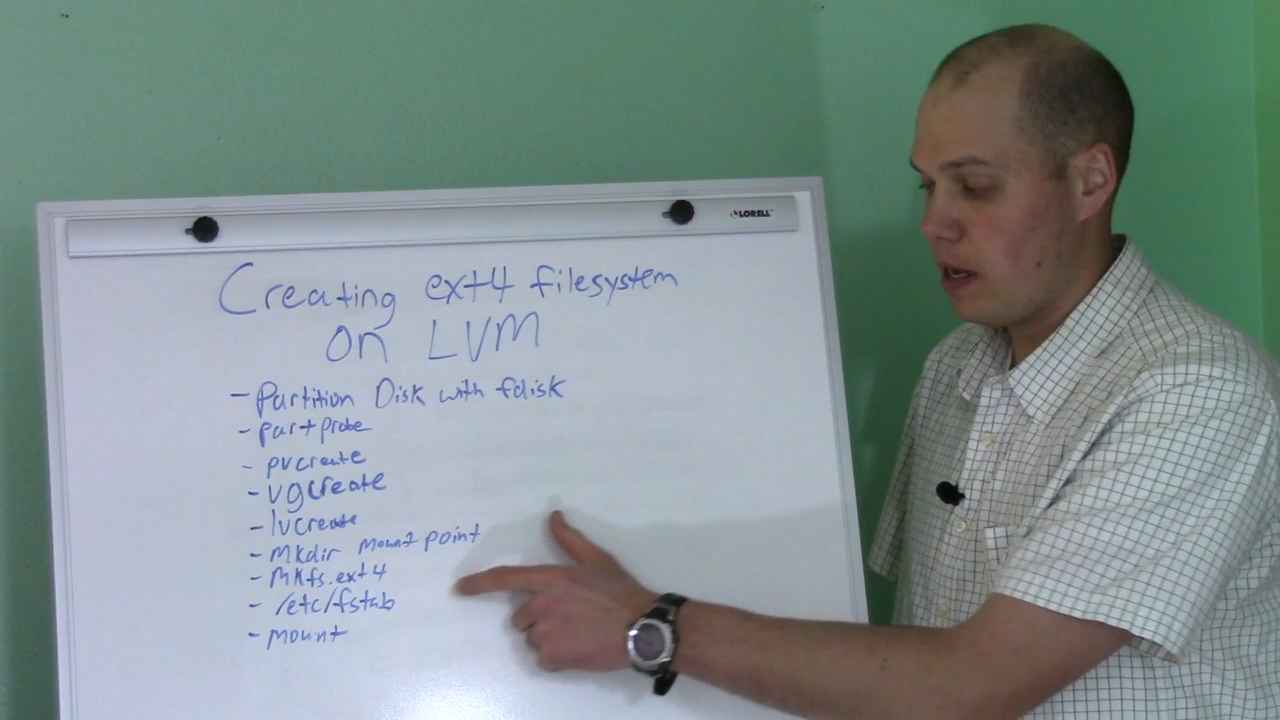 LORELL
Creating ext4 filesystem
on LVM
- Partition Disk with fdisk
- partprobe
- pvcreate
- vgcreate
- lvcreate
- mkdir mount point
- Mkfs.ext4
- /etc/fstab
- mount